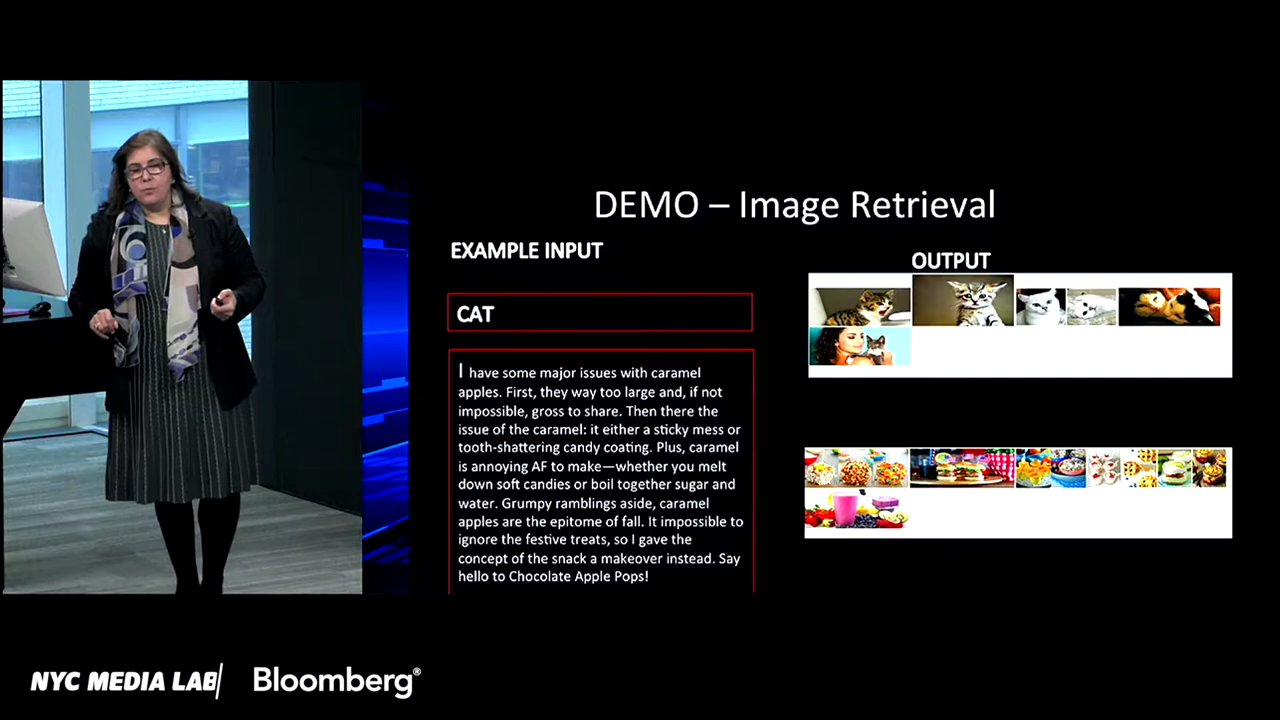 DEMO – Image Retrieval
EXAMPLE INPUT
OUTPUT
CAT
I have some major issues with caramel
apples. First, they way too large and, if not
impossible, gross to share. Then there the
issue of the caramel: it either a sticky mess or
tooth-shattering candy coating. Plus, caramel
is annoying AF to make—whether you melt
down soft candies or boil together sugar and
water. Grumpy ramblings aside, caramel
apples are the epitome of fall. It impossible to
ignore the festive treats, so I gave the
concept of the snack a makeover instead. Say
hello to Chocolate Apple Pops!
NYC MEDIA LAB
Bloomberg®